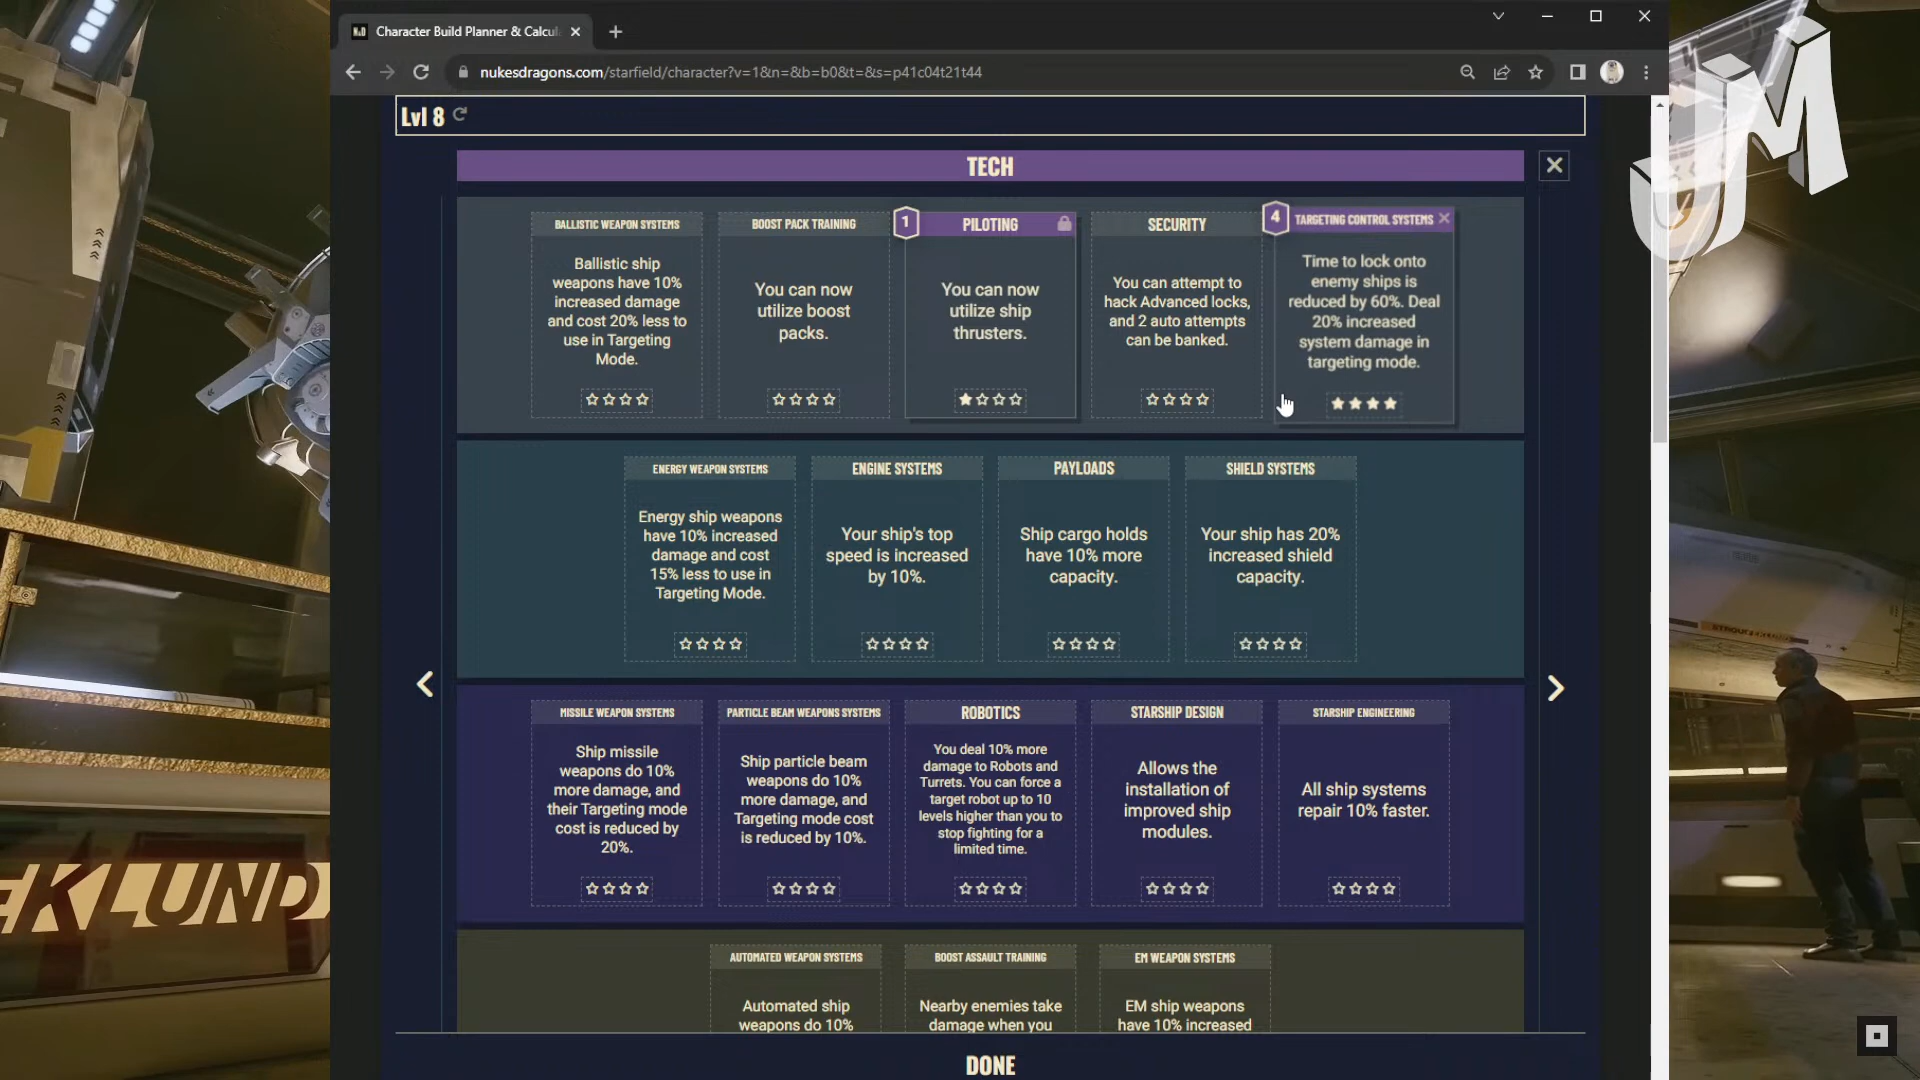 Character Build Planner & Calcul
nukesdragons.com/starfield/character?v=1&n=&b=b0&t=&s=p41c04t21t44
Lvl 8
TECH
BALLISTIC WEAPON SYSTEMS
Ballistic ship
weapons have 10%
increased damage
and cost 20% less to
use in Targeting
Mode.
BOOST PACK TRAINING
You can now
utilize boost
packs.
1
PILOTING
You can now
utilize ship
thrusters.
SECURITY
You can attempt to
hack Advanced locks,
and 2 auto attempts
can be banked.
4
TARGETING CONTROL SYSTEMS
Time to lock onto
enemy ships is
reduced by 60%. Deal
20% increased
system damage in
targeting mode.
ENERGY WEAPON SYSTEMS
Energy ship weapons
have 10% increased
damage and cost
15% less to use in
Targeting Mode.
ENGINE SYSTEMS
Your ship's top
speed is increased
by 10%.
PAYLOADS
Ship cargo holds
have 10% more
capacity.
SHIELD SYSTEMS
Your ship has 20%
increased shield
capacity.
MISSILE WEAPON SYSTEMS
Ship missile
weapons do 10%
more damage, and
their Targeting mode
cost is reduced by
20%.
PARTICLE BEAM WEAPONS SYSTEMS
Ship particle beam
weapons do 10%
more damage, and
Targeting mode cost
is reduced by 10%.
ROBOTICS
You deal 10% more
damage to Robots and
Turrets. You can force a
target robot up to 10
levels higher than you to
stop fighting for a
limited time.
STARSHIP DESIGN
Allows the
installation of
improved ship
modules.
STARSHIP ENGINEERING
All ship systems
repair 10% faster.
AUTOMATED WEAPON SYSTEMS
Automated ship
weapons do 10%
BOOST ASSAULT TRAINING
Nearby enemies take
damage when you
EM WEAPON SYSTEMS
EM ship weapons
have 10% increased
DONE
EKLUND
JM